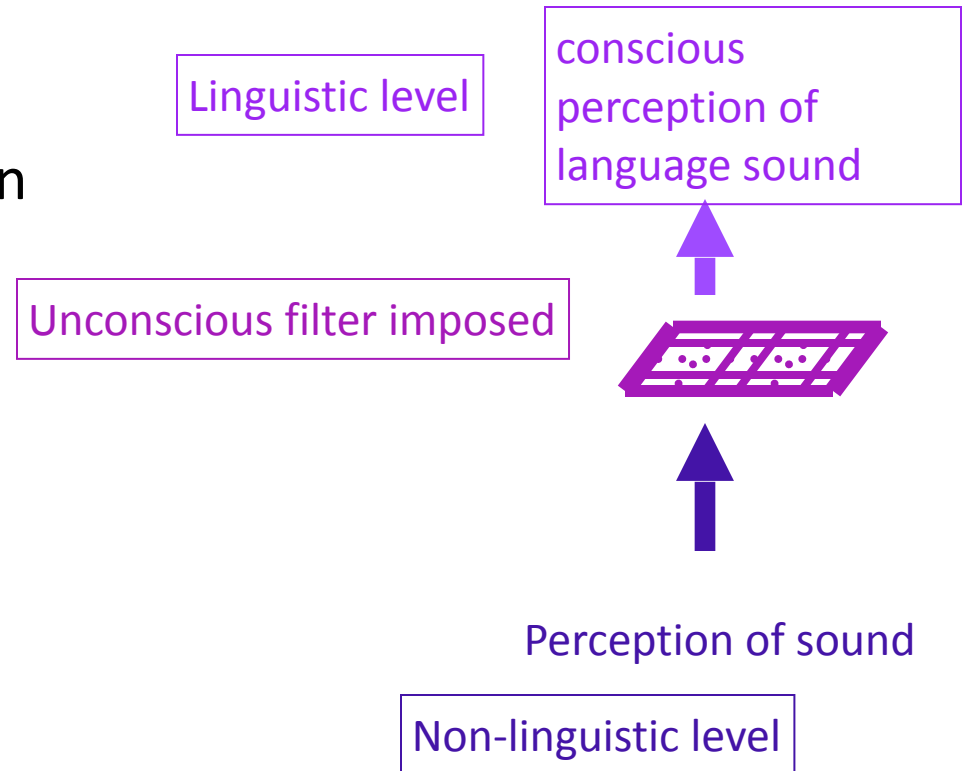 conscious
perception of
language sound
Linguistic level
n
Unconscious filter imposed
Perception of sound
Non-linguistic level